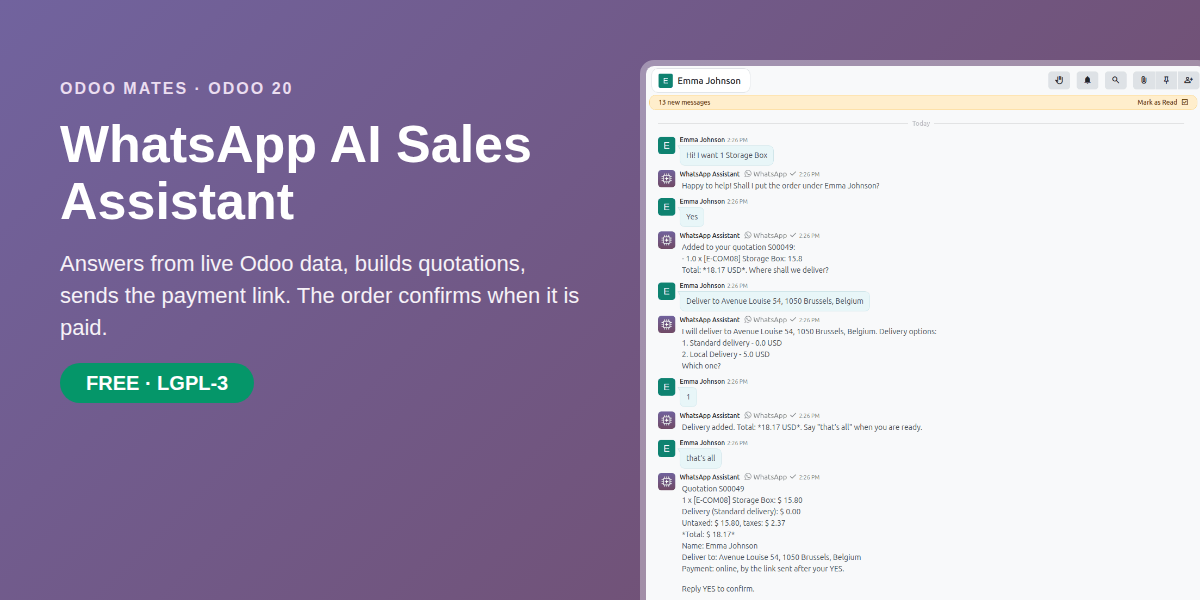 ODOO MATES · ODOO 20
WhatsApp AI Sales
Assistant
Answers from live Odoo data, builds quotations,
sends the payment link. The order confirms when it is
paid.
FREE · LGPL-3
E Emma Johnson
13 new messages Mark as Read
Today
E Emma Johnson 2:26 PM
Hi! I want 1 Storage Box
WhatsApp Assistant WhatsApp 2:26 PM
Happy to help! Shall I put the order under Emma Johnson?
E Emma Johnson 2:26 PM
Yes
WhatsApp Assistant WhatsApp 2:26 PM
Added to your quotation S00049:
- 1.0 x [E-COM08] Storage Box: 15.8
Total: *18.17 USD*. Where shall we deliver?
E Emma Johnson 2:26 PM
Deliver to Avenue Louise 54, 1050 Brussels, Belgium
WhatsApp Assistant WhatsApp 2:26 PM
I will deliver to Avenue Louise 54, 1050 Brussels, Belgium. Delivery options:
1. Standard delivery - 0.0 USD
2. Local Delivery - 5.0 USD
Which one?
E Emma Johnson 2:26 PM
1
WhatsApp Assistant WhatsApp 2:26 PM
Delivery added. Total: *18.17 USD*. Say "that's all" when you are ready.
E Emma Johnson 2:26 PM
that's all
WhatsApp Assistant WhatsApp 2:26 PM
Quotation S00049
1 x [E-COM08] Storage Box: $ 15.80
Delivery (Standard delivery): $ 0.00
Untaxed: $ 15.80, taxes: $ 2.37
*Total: $ 18.17*
Name: Emma Johnson
Deliver to: Avenue Louise 54, 1050 Brussels, Belgium
Payment: online, by the link sent after your YES.
Reply YES to confirm.